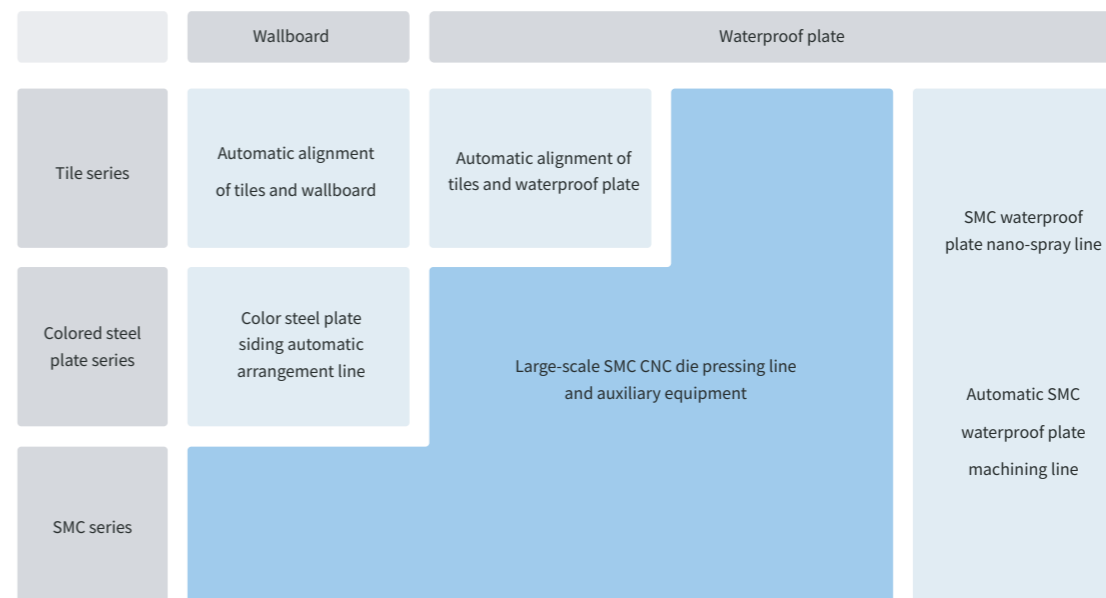 Wallboard
Waterproof plate
Tile series
Automatic alignment
of tiles and wallboard
Automatic alignment of
tiles and waterproof plate
SMC waterproof
plate nano-spray line
Colored steel
plate series
Color steel plate
siding automatic
arrangement line
Large-scale SMC CNC die pressing line
and auxiliary equipment
Automatic SMC
waterproof plate
machining line
SMC series